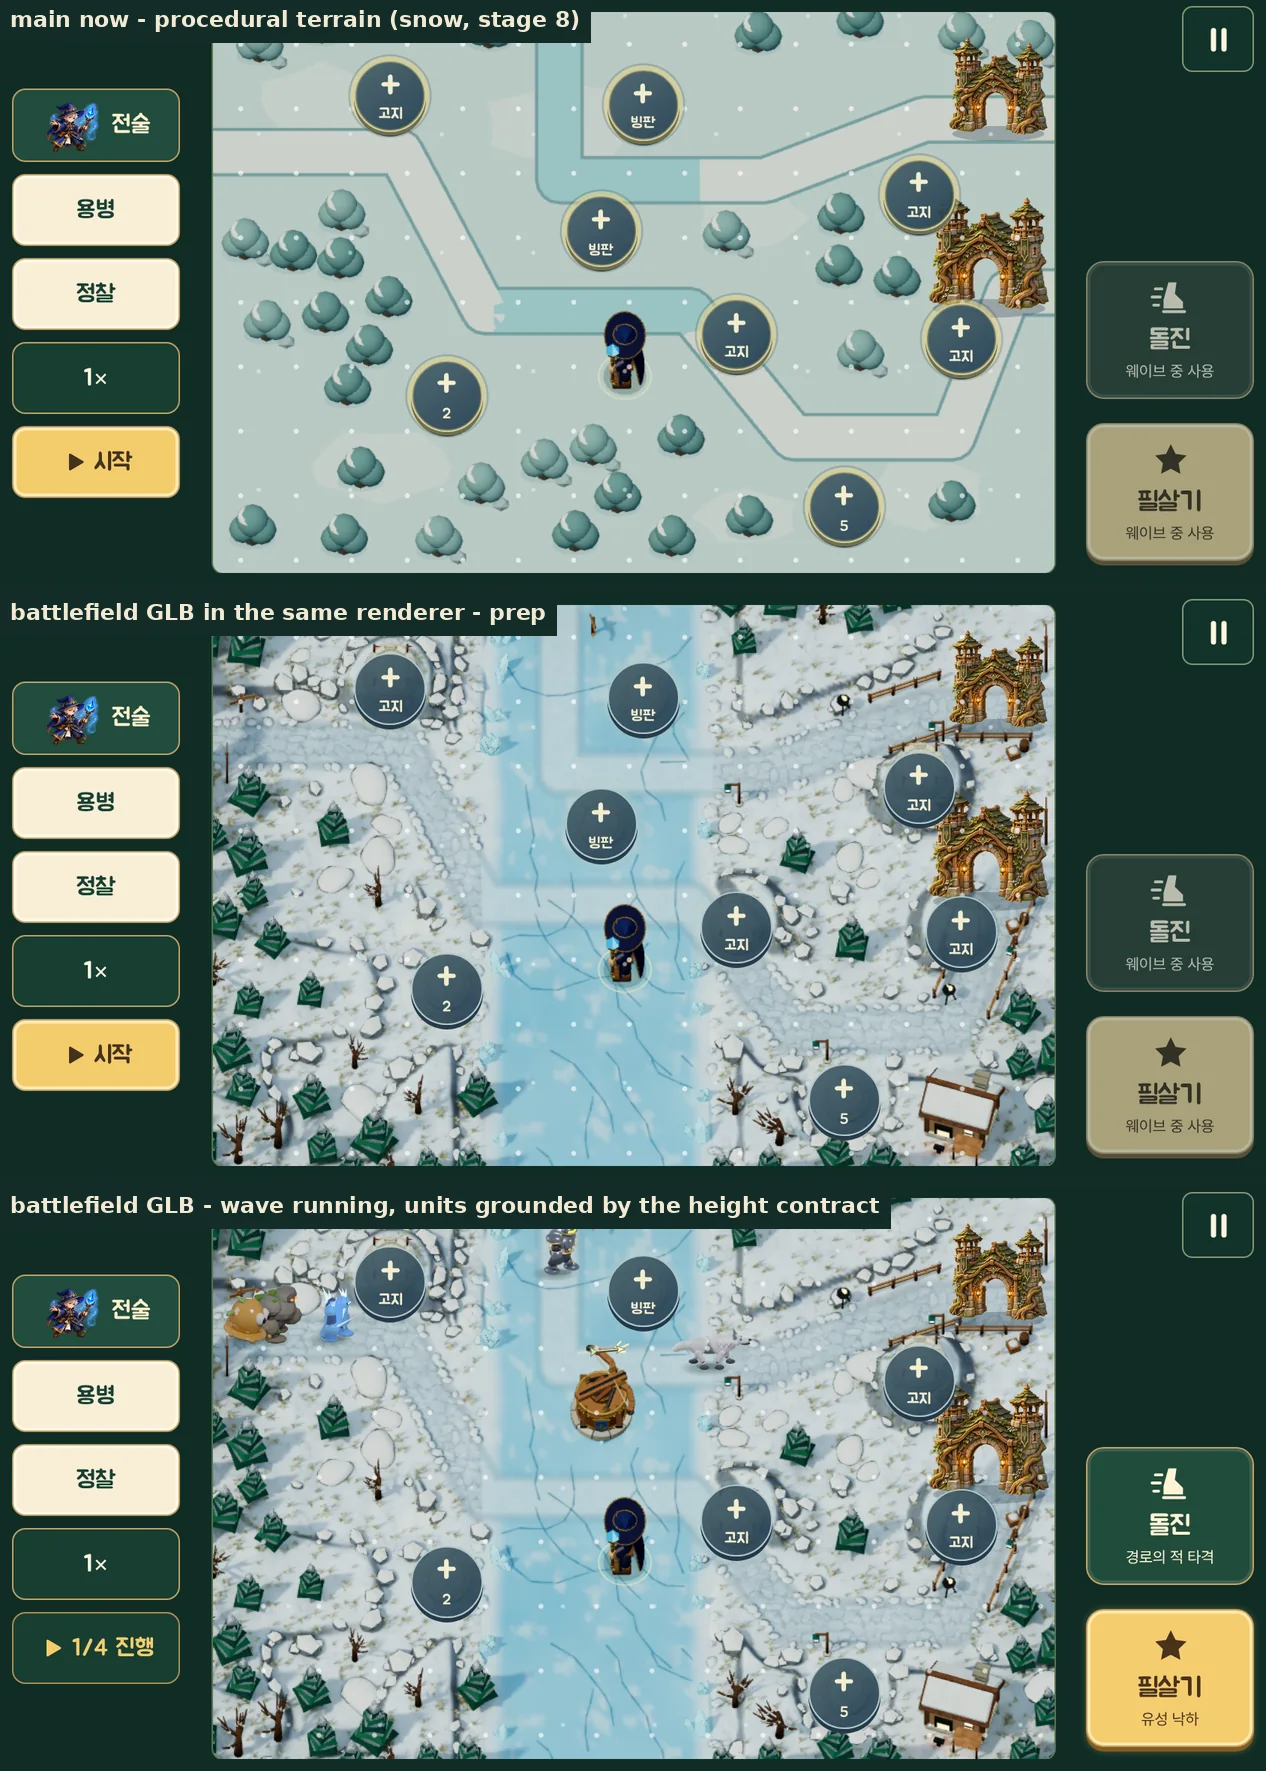 main now - procedural terrain (snow, stage 8)
전술
용병
정찰
1×
▶ 시작
+
고지
+
빙판
+
빙판
+
고지
+
고지
+
고지
+
2
+
5
돌진
웨이브 중 사용
필살기
웨이브 중 사용
battlefield GLB in the same renderer - prep
전술
용병
정찰
1×
▶ 시작
+
고지
+
빙판
+
빙판
+
고지
+
고지
+
고지
+
2
+
5
돌진
웨이브 중 사용
필살기
웨이브 중 사용
battlefield GLB - wave running, units grounded by the height contract
전술
용병
정찰
1×
▶ 1/4 진행
+
고지
+
빙판
+
고지
+
고지
+
고지
+
2
+
5
돌진
경로의 적 타격
필살기
유성 낙하